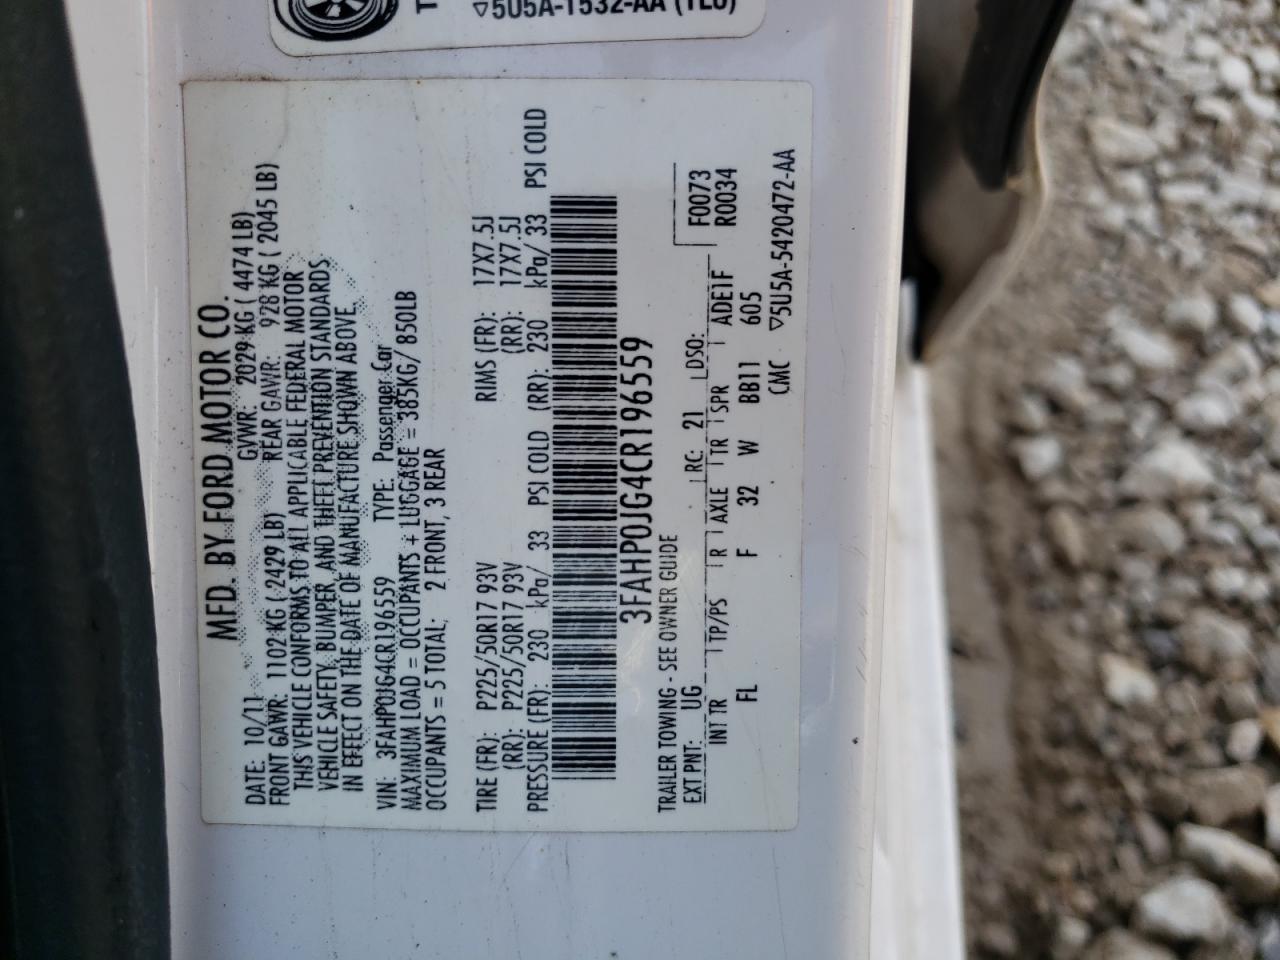 ▽5U5A-1532-AA (TLU)
MFD. BY FORD MOTOR CO.
DATE: 10/11 GVWR: 2029 KG ( 4474 LB)
FRONT GAWR: 1102 KG ( 2429 LB) REAR GAWR: 928 KG ( 2045 LB)
THIS VEHICLE CONFORMS TO ALL APPLICABLE FEDERAL MOTOR
VEHICLE SAFETY, BUMPER, AND THEFT PREVENTION STANDARDS
IN EFFECT ON THE DATE OF MANUFACTURE SHOWN ABOVE.
VIN: 3FAHP0JG4CR196559 TYPE: Passenger Car
MAXIMUM LOAD = OCCUPANTS + LUGGAGE = 385KG/ 850LB
OCCUPANTS = 5 TOTAL: 2 FRONT, 3 REAR
TIRE (FR): P225/50R17 93V RIMS (FR): 17X7.5J
(RR): P225/50R17 93V (RR): 17X7.5J
PRESSURE (FR): 230 kPa/ 33 PSI COLD (RR): 230 kPa/ 33 PSI COLD
3FAHP0JG4CR196559
TRAILER TOWING - SEE OWNER GUIDE
EXT PNT: UG RC: 21 DSO: F0073
INT TR TP/PS R AXLE TR SPR ADE1F R0034
FL F 32 W BB11 605
CMC ▽5U5A-5420472-AA